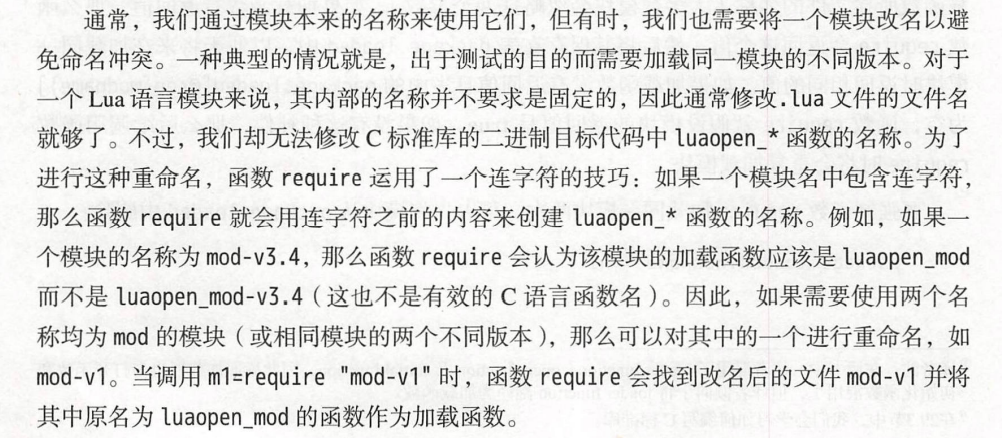 通常，我们通过模块本来的名称来使用它们，但有时，我们也需要将一个模块改名以避
免命名冲突。一种典型的情况就是，出于测试的目的而需要加载同一模块的不同版本。对于
一个 Lua 语言模块来说，其内部的名称并不要求是固定的，因此通常修改.lua 文件的文件名
就够了。不过，我们却无法修改 C 标准库的二进制目标代码中 luaopen_* 函数的名称。为了
进行这种重命名，函数 require 运用了一个连字符的技巧：如果一个模块名中包含连字符，
那么函数 require 就会用连字符之前的内容来创建 luaopen_* 函数的名称。例如，如果一
个模块的名称为 mod-v3.4，那么函数 require 会认为该模块的加载函数应该是 luaopen_mod
而不是 luaopen_mod-v3.4（这也不是有效的 C 语言函数名）。因此，如果需要使用两个名
称均为 mod 的模块（或相同模块的两个不同版本），那么可以对其中的一个进行重命名，如
mod-v1。当调用 m1=require "mod-v1" 时，函数 require 会找到改名后的文件 mod-v1 并将
其中原名为 luaopen_mod 的函数作为加载函数。